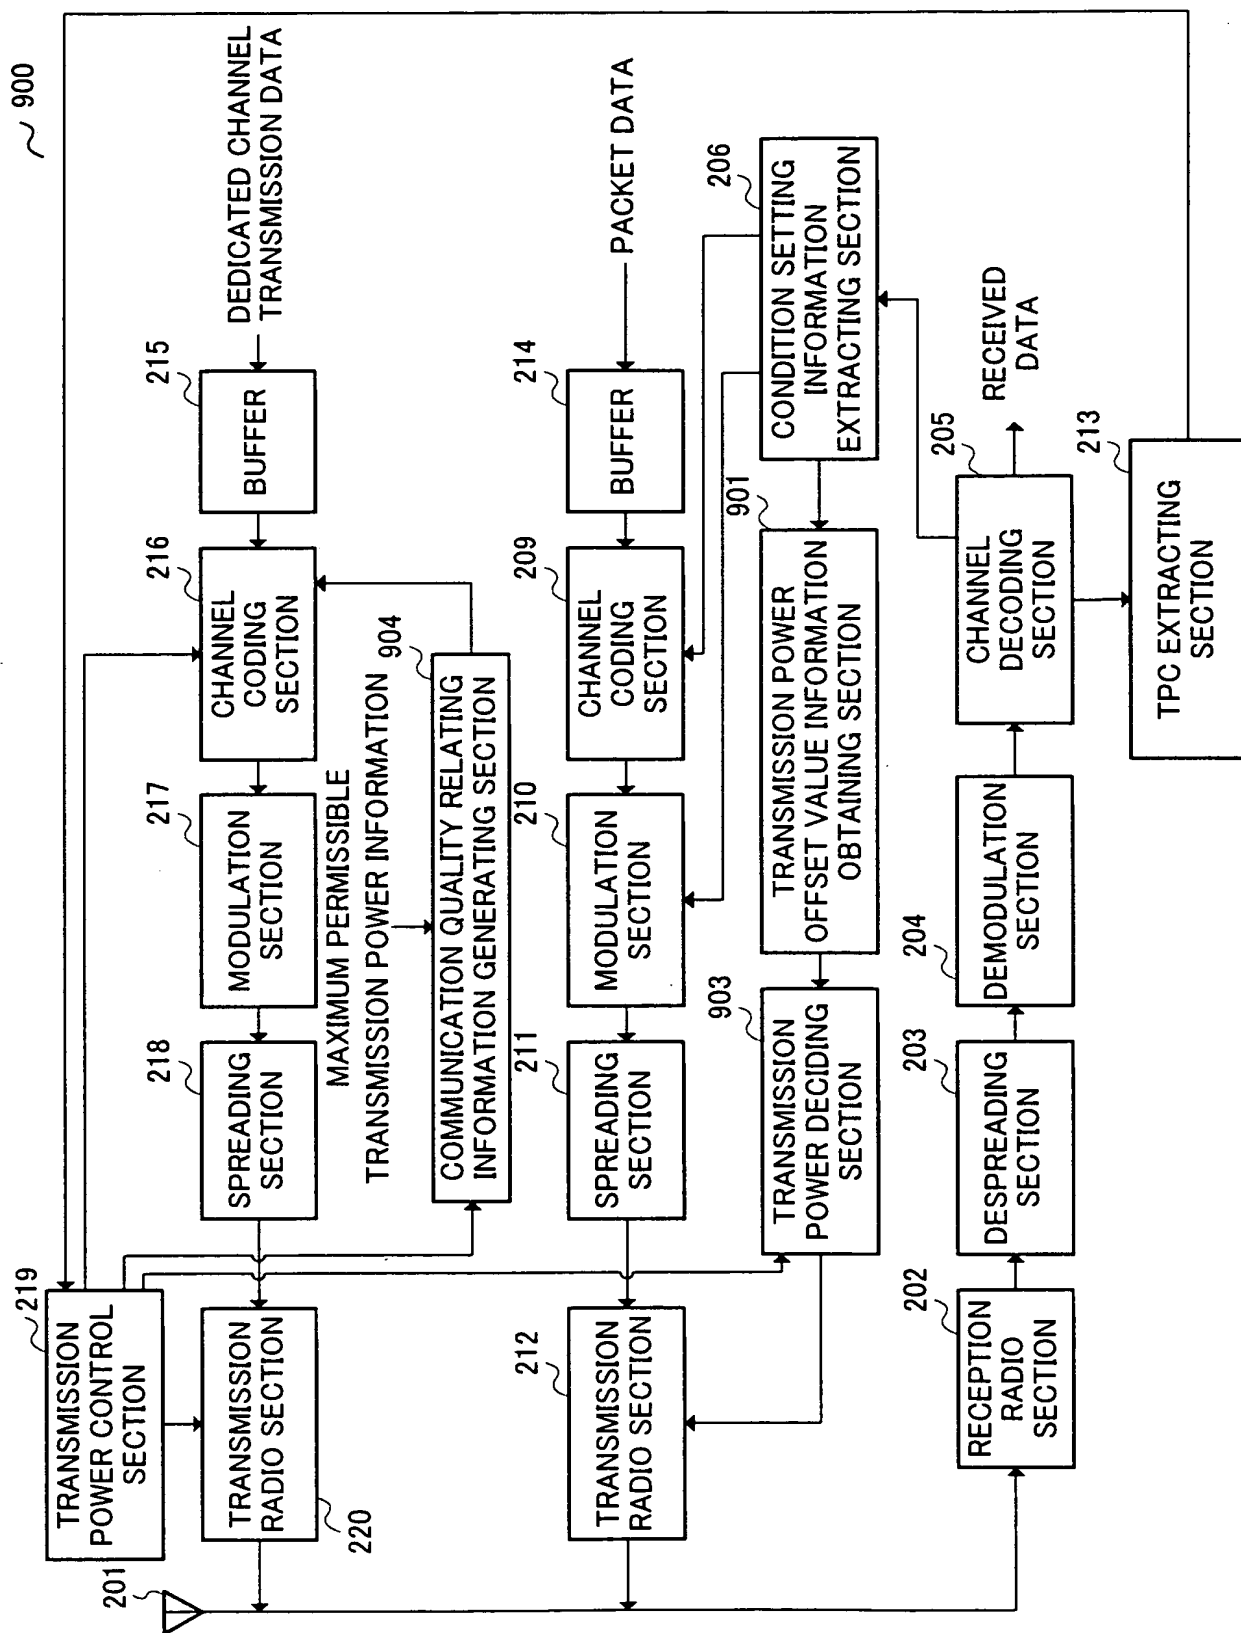 900
219
TRANSMISSION
POWER CONTROL
SECTION
DEDICATED CHANNEL
TRANSMISSION DATA
201
220
TRANSMISSION
RADIO SECTION
218
SPREADING
SECTION
217
MODULATION
SECTION
216
CHANNEL
CODING
SECTION
215
BUFFER
MAXIMUM PERMISSIBLE
TRANSMISSION POWER INFORMATION
904
COMMUNICATION QUALITY RELATING
INFORMATION GENERATING SECTION
212
TRANSMISSION
RADIO SECTION
211
SPREADING
SECTION
210
MODULATION
SECTION
209
CHANNEL
CODING
SECTION
214
BUFFER
PACKET DATA
903
TRANSMISSION
POWER DECIDING
SECTION
901
TRANSMISSION POWER
OFFSET VALUE INFORMATION
OBTAINING SECTION
206
CONDITION SETTING
INFORMATION
EXTRACTING SECTION
202
RECEPTION
RADIO
SECTION
203
DESPREADING
SECTION
204
DEMODULATION
SECTION
205
CHANNEL
DECODING
SECTION
RECEIVED
DATA
213
TPC EXTRACTING
SECTION